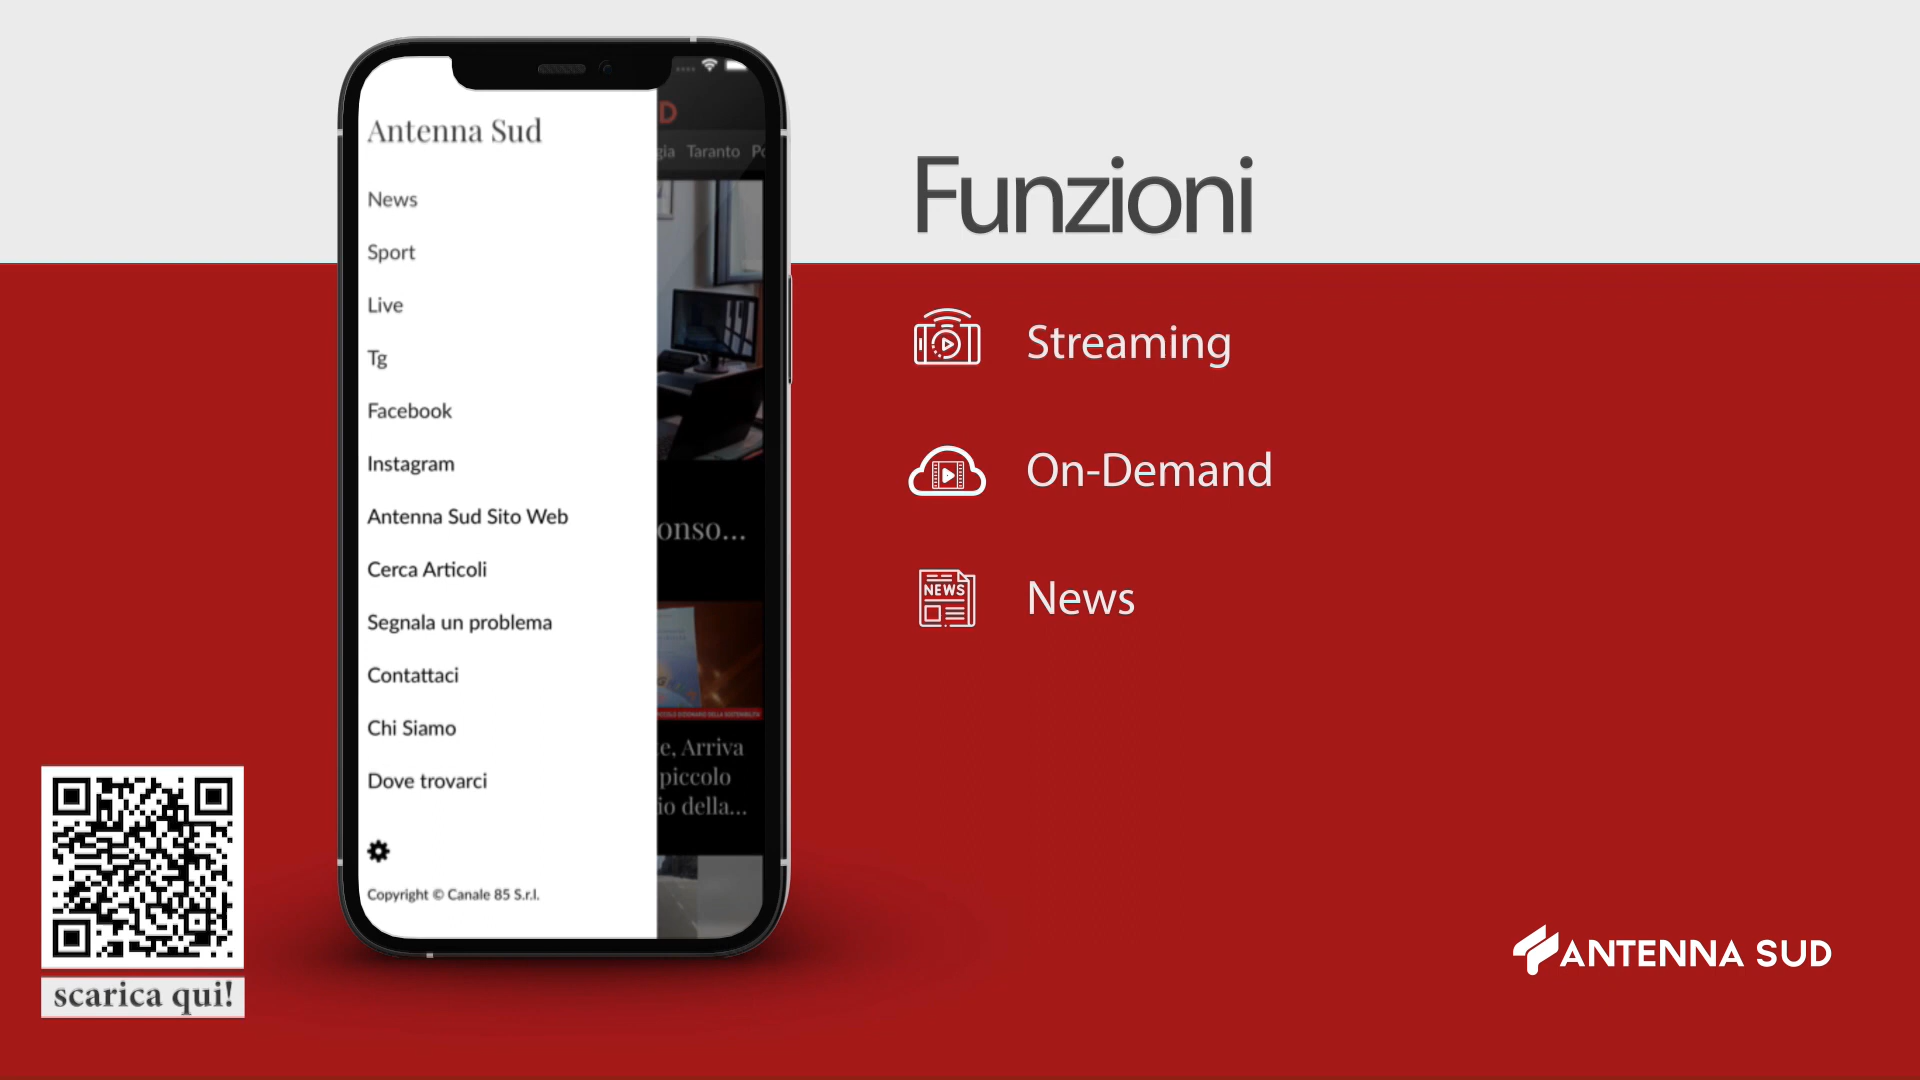 Antenna Sud
News
Sport
Live
Tg
Facebook
Instagram
Antenna Sud Sito Web
Cerca Articoli
Segnala un problema
Contattaci
Chi Siamo
Dove trovarci
Copyright © Canale 85 S.r.l.
D
gia Taranto Po
onso...
e, Arriva
piccolo
io della...
Funzioni
Streaming
On-Demand
NEWS
News
scarica qui!
ANTENNA SUD